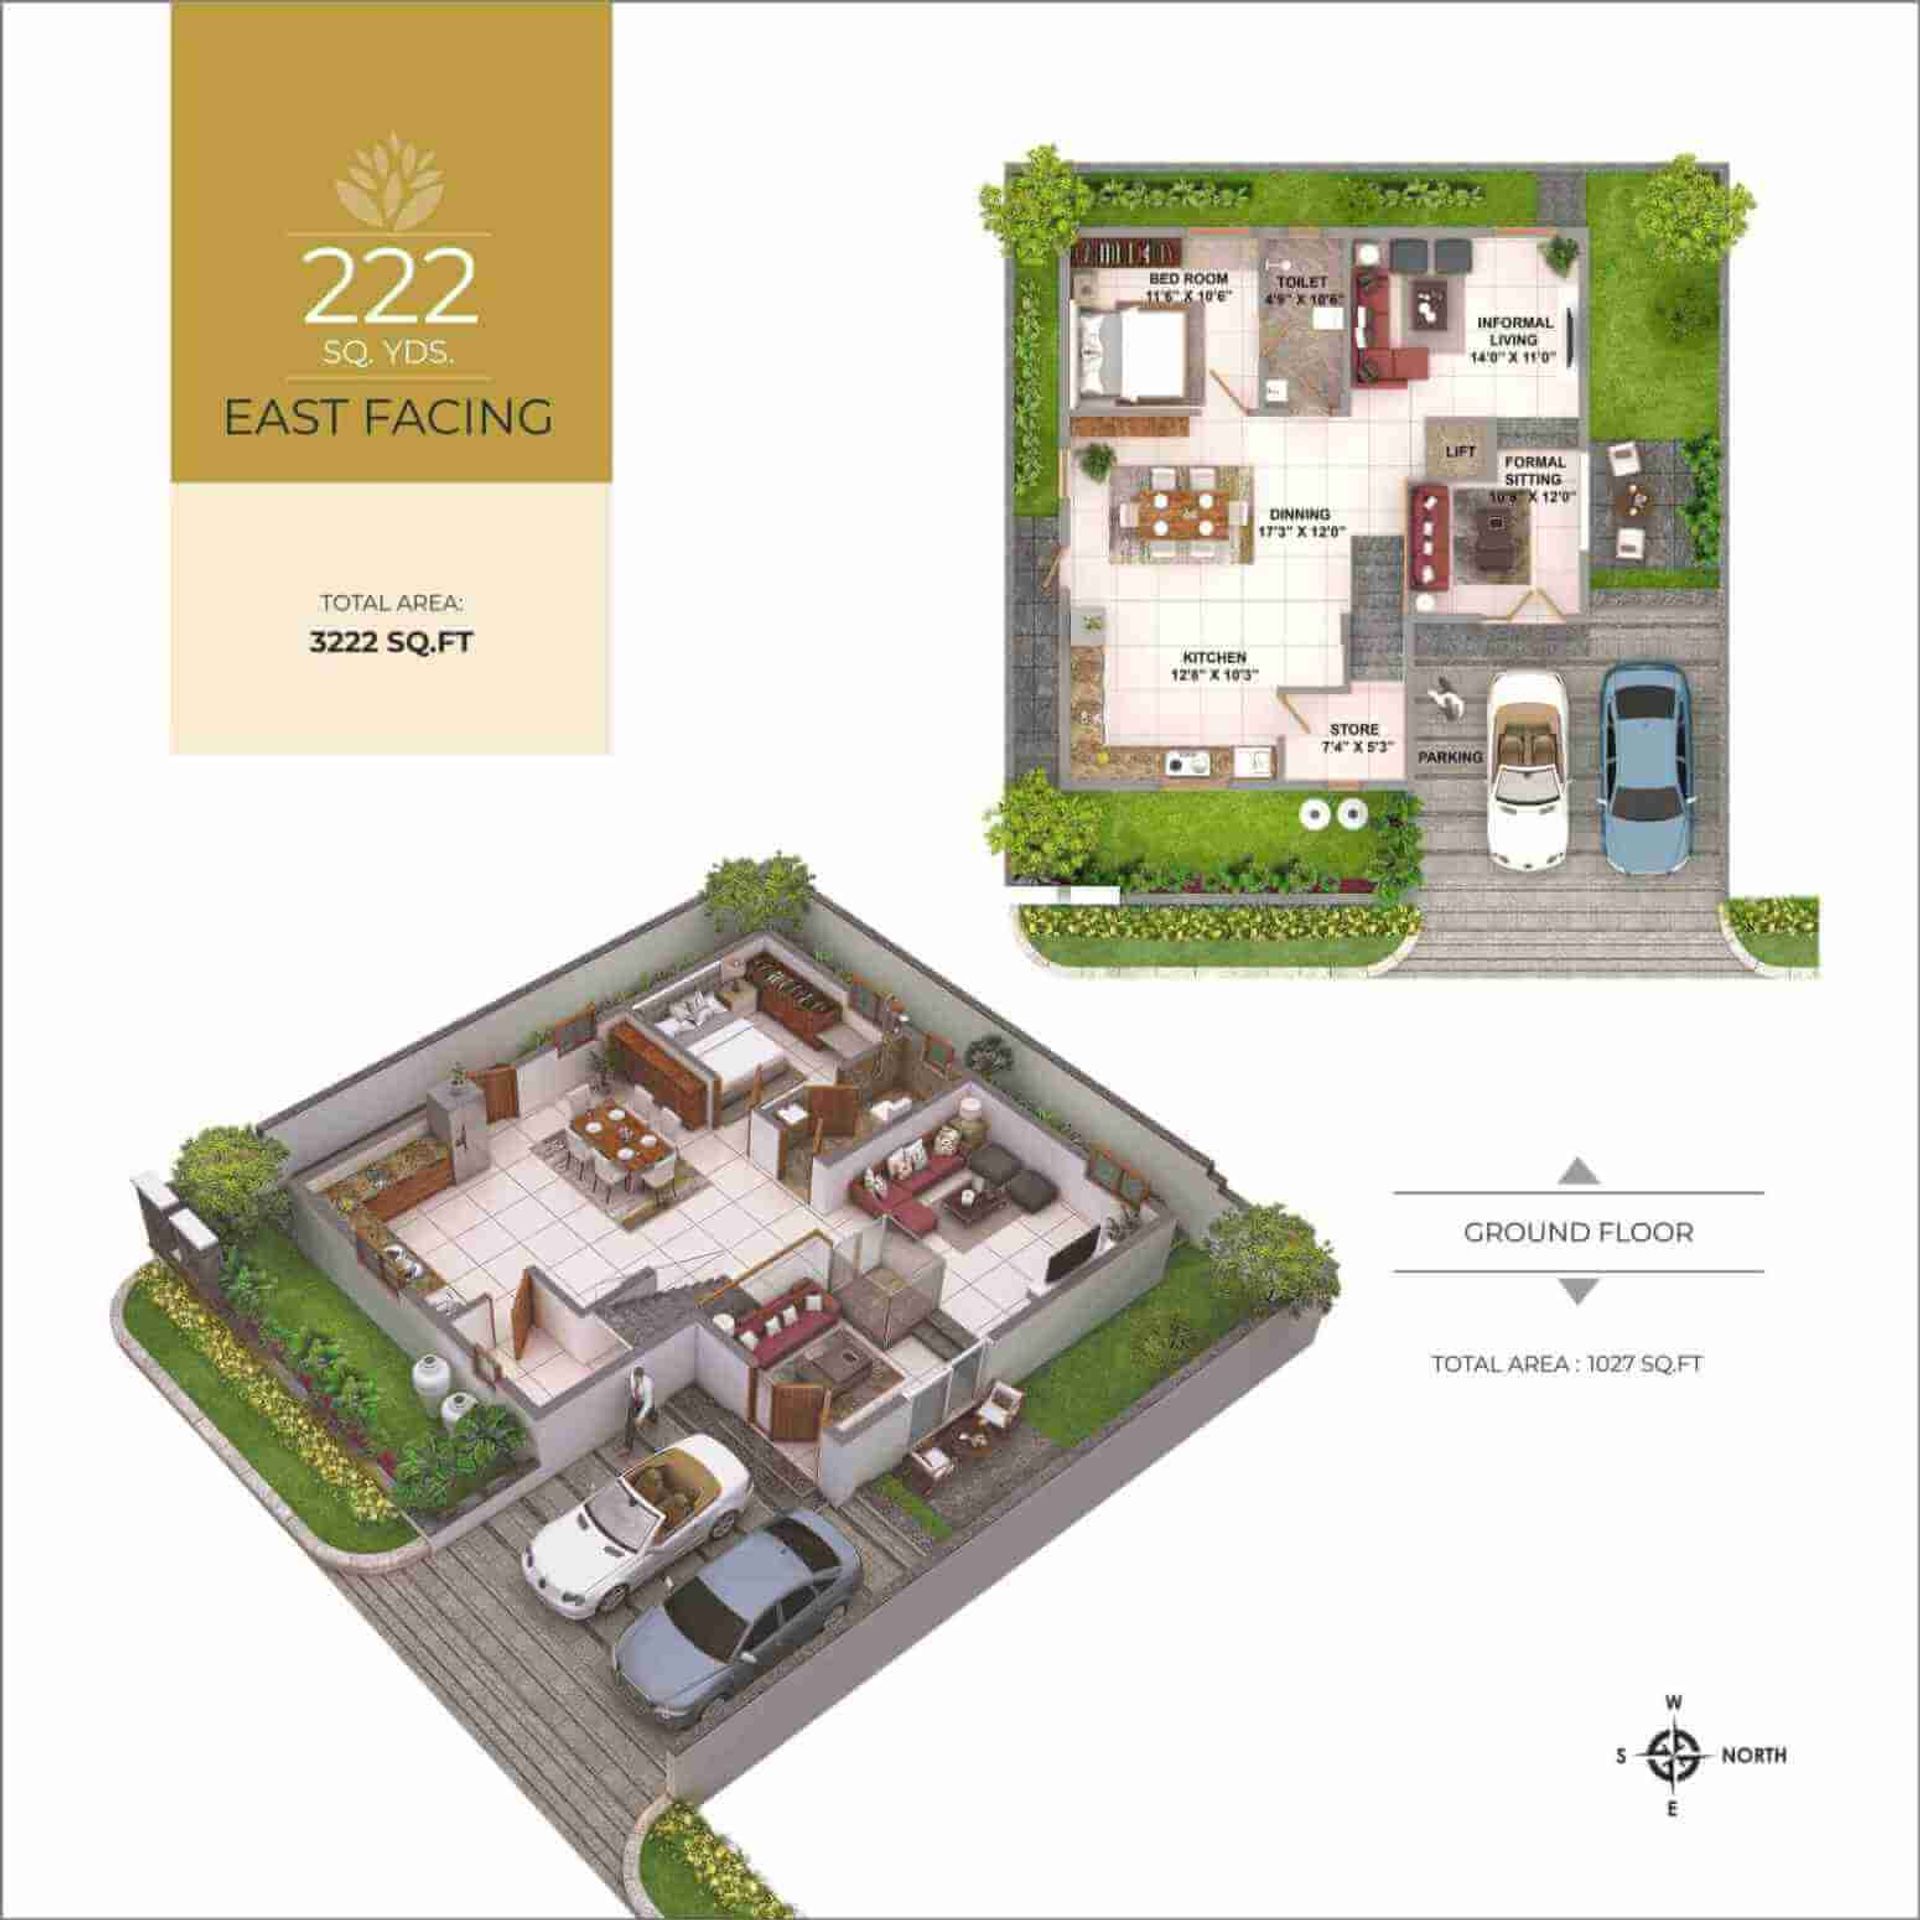 222
SQ. YDS.
EAST FACING
TOTAL AREA:
3222 SQ.FT
BED ROOM
11'6" X 10'6"
TOILET
4'9" X 10'6"
INFORMAL
LIVING
14'0" X 11'0"
LIFT
FORMAL
SITTING
X 12'0"
DINNING
17'3" X 12'0"
KITCHEN
12'8" X 10'3"
STORE
7'4" X 5'3"
PARKING
GROUND FLOOR
TOTAL AREA : 1027 SQ.FT
W
S
NORTH
E